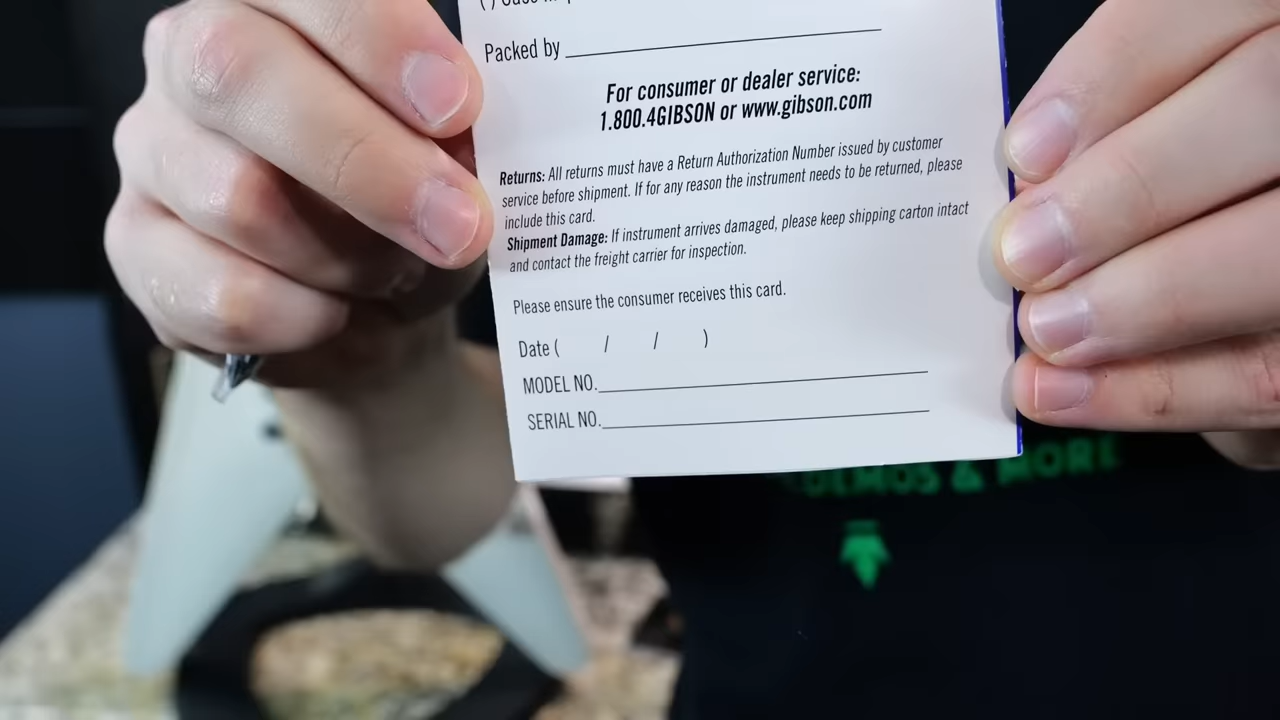 Packed by
For consumer or dealer service:
1.800.4GIBSON or www.gibson.com
Returns: All returns must have a Return Authorization Number issued by customer
service before shipment. If for any reason the instrument needs to be returned, please
include this card.
Shipment Damage: If instrument arrives damaged, please keep shipping carton intact
and contact the freight carrier for inspection.
Please ensure the consumer receives this card.
Date ( / / )
MODEL NO.
SERIAL NO.
DEMOS & MORE